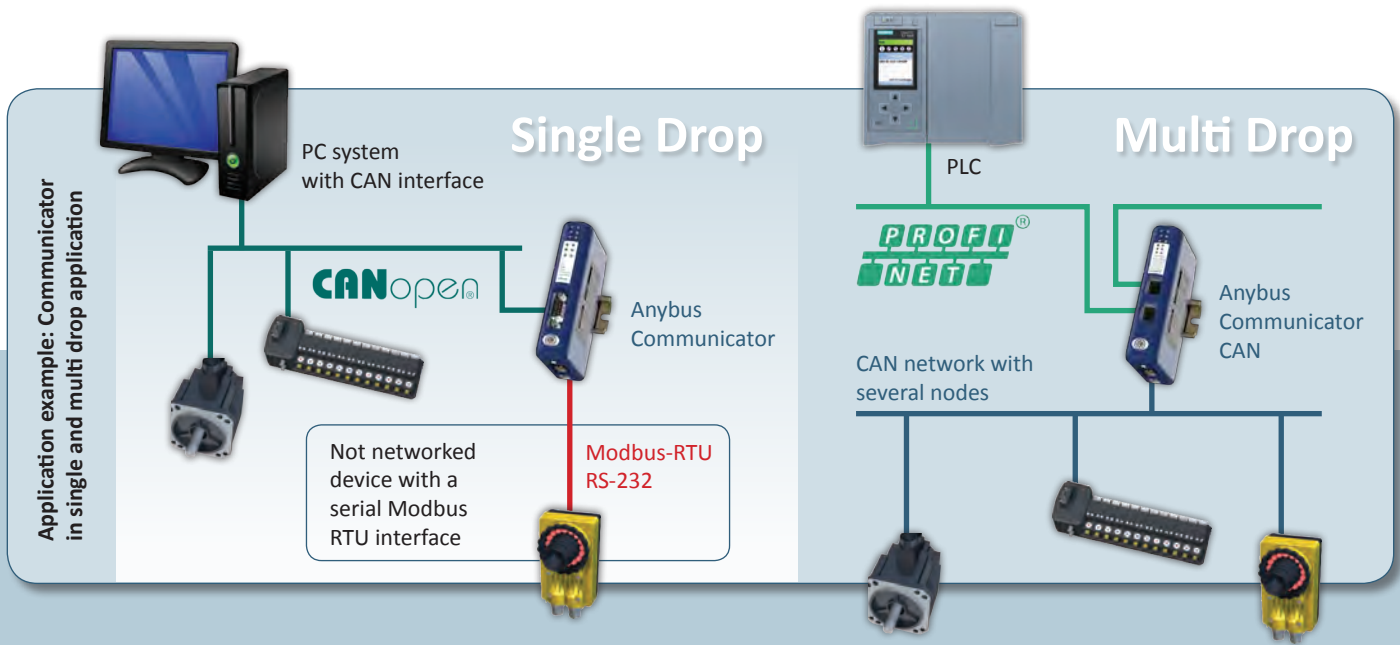 Application example: Communicator
in single and multi drop application
Single Drop
PC system
with CAN interface
CANopen®
Anybus
Communicator
Not networked
device with a
serial Modbus
RTU interface
Modbus-RTU
RS-232
Multi Drop
PLC
PROFI®
NET
Anybus
Communicator
CAN
CAN network with
several nodes